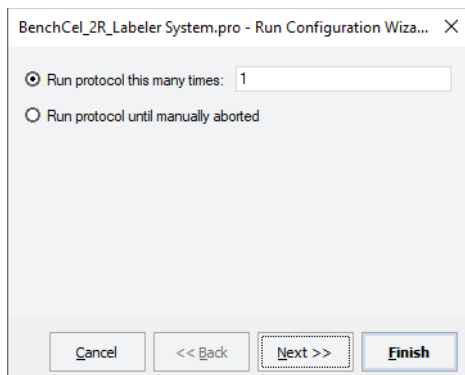 BenchCel_2R_Labeler System.pro - Run Configuration Wiza...
Run protocol this many times: 1
Run protocol until manually aborted
Cancel << Back Next >> Finish